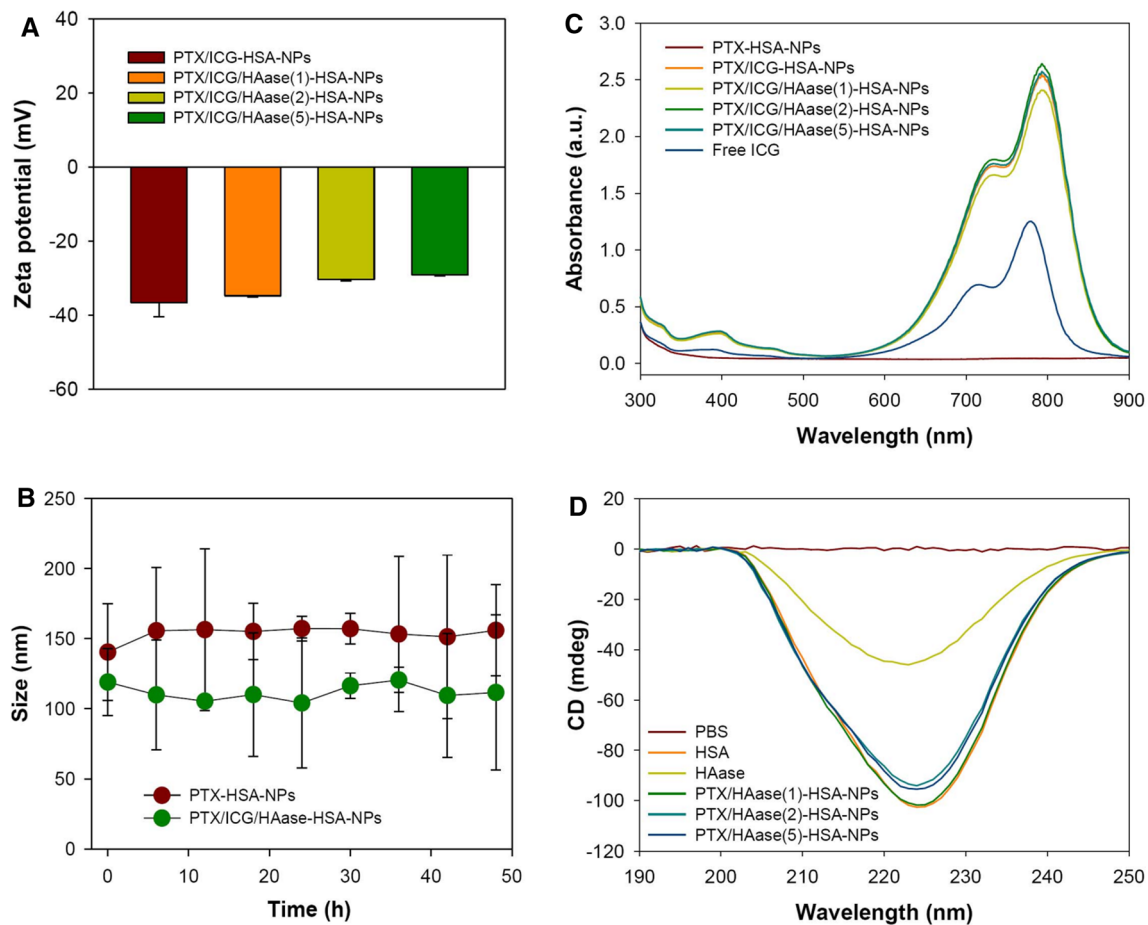 A
Zeta potential (mV)
40
20
0
-20
-40
-60
PTX/ICG-HSA-NPs
PTX/ICG/HAase(1)-HSA-NPs
PTX/ICG/HAase(2)-HSA-NPs
PTX/ICG/HAase(5)-HSA-NPs
C
Absorbance (a.u.)
3.0
2.5
2.0
1.5
1.0
0.5
0.0
PTX-HSA-NPs
PTX/ICG-HSA-NPs
PTX/ICG/HAase(1)-HSA-NPs
PTX/ICG/HAase(2)-HSA-NPs
PTX/ICG/HAase(5)-HSA-NPs
Free ICG
300 400 500 600 700 800 900
Wavelength (nm)
B
Size (nm)
250
200
150
100
50
0
PTX-HSA-NPs
PTX/ICG/HAase-HSA-NPs
0 10 20 30 40 50
Time (h)
D
CD (mdeg)
20
0
-20
-40
-60
-80
-100
-120
PBS
HSA
HAase
PTX/HAase(1)-HSA-NPs
PTX/HAase(2)-HSA-NPs
PTX/HAase(5)-HSA-NPs
190 200 210 220 230 240 250
Wavelength (nm)